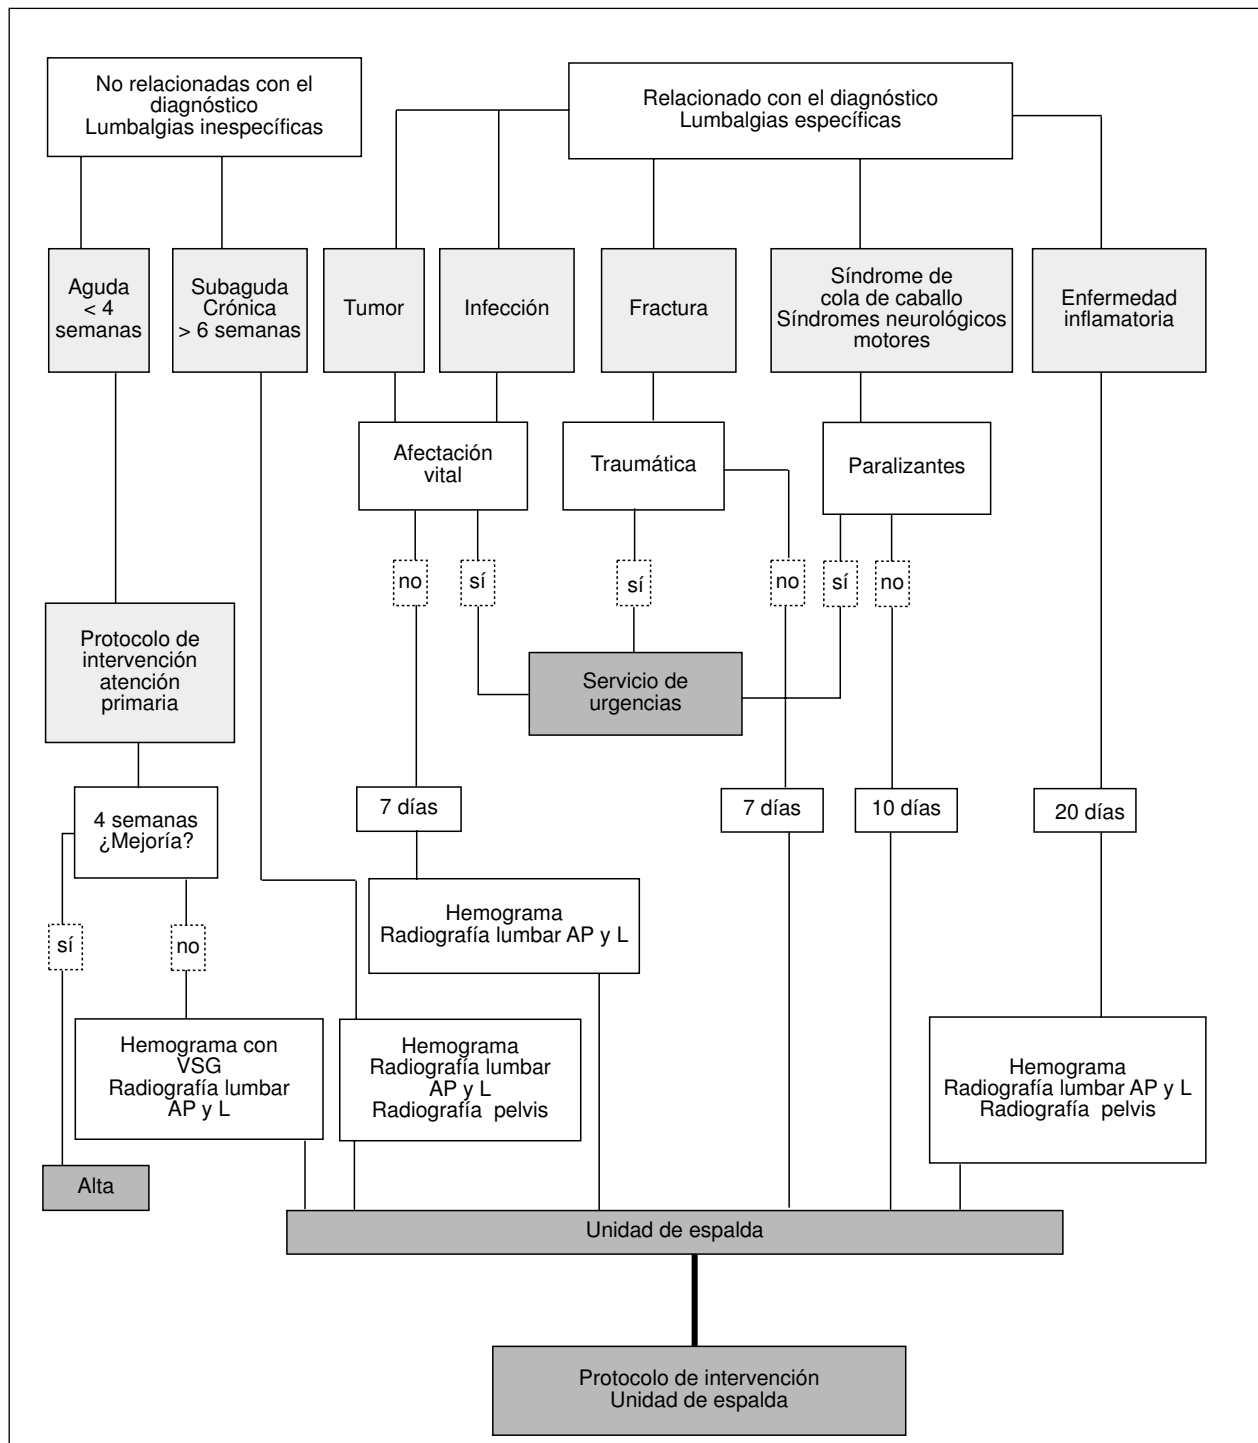 No relacionadas con el
diagnóstico
Lumbalgias inespecíficas
Relacionado con el diagnóstico
Lumbalgias específicas
Aguda
< 4
semanas
Subaguda
Crónica
> 6 semanas
Tumor
Infección
Fractura
Síndrome de
cola de caballo
Síndromes neurológicos
motores
Enfermedad
inflamatoria
Afectación
vital
Traumática
Paralizantes
no
sí
sí
no
sí
no
Protocolo de
intervención
atención
primaria
Servicio de
urgencias
4 semanas
¿Mejoría?
7 días
7 días
10 días
20 días
Hemograma
Radiografía lumbar AP y L
sí
no
Hemograma con
VSG
Radiografía lumbar
AP y L
Hemograma
Radiografía lumbar
AP y L
Radiografía pelvis
Hemograma
Radiografía lumbar AP y L
Radiografía pelvis
Alta
Unidad de espalda
Protocolo de intervención
Unidad de espalda